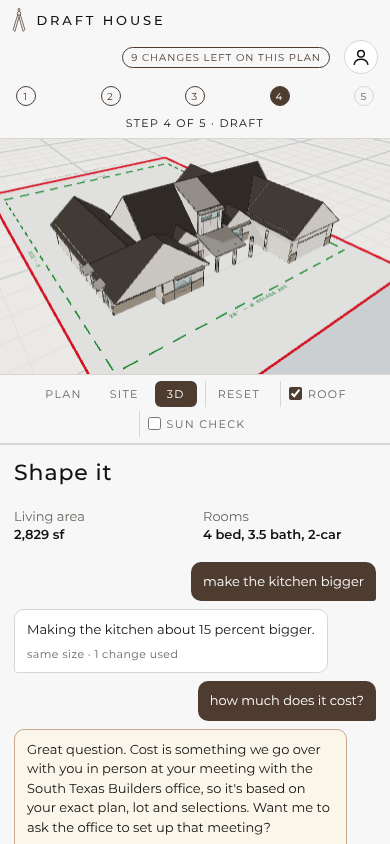 DRAFT HOUSE
9 CHANGES LEFT ON THIS PLAN
1 2 3 4 5
STEP 4 OF 5 · DRAFT
PLAN SITE 3D RESET ROOF
SUN CHECK
Shape it
Living area Rooms
2,829 sf 4 bed, 3.5 bath, 2-car
make the kitchen bigger
Making the kitchen about 15 percent bigger.
same size · 1 change used
how much does it cost?
Great question. Cost is something we go over
with you in person at your meeting with the
South Texas Builders office, so it's based on
your exact plan, lot and selections. Want me to
ask the office to set up that meeting?